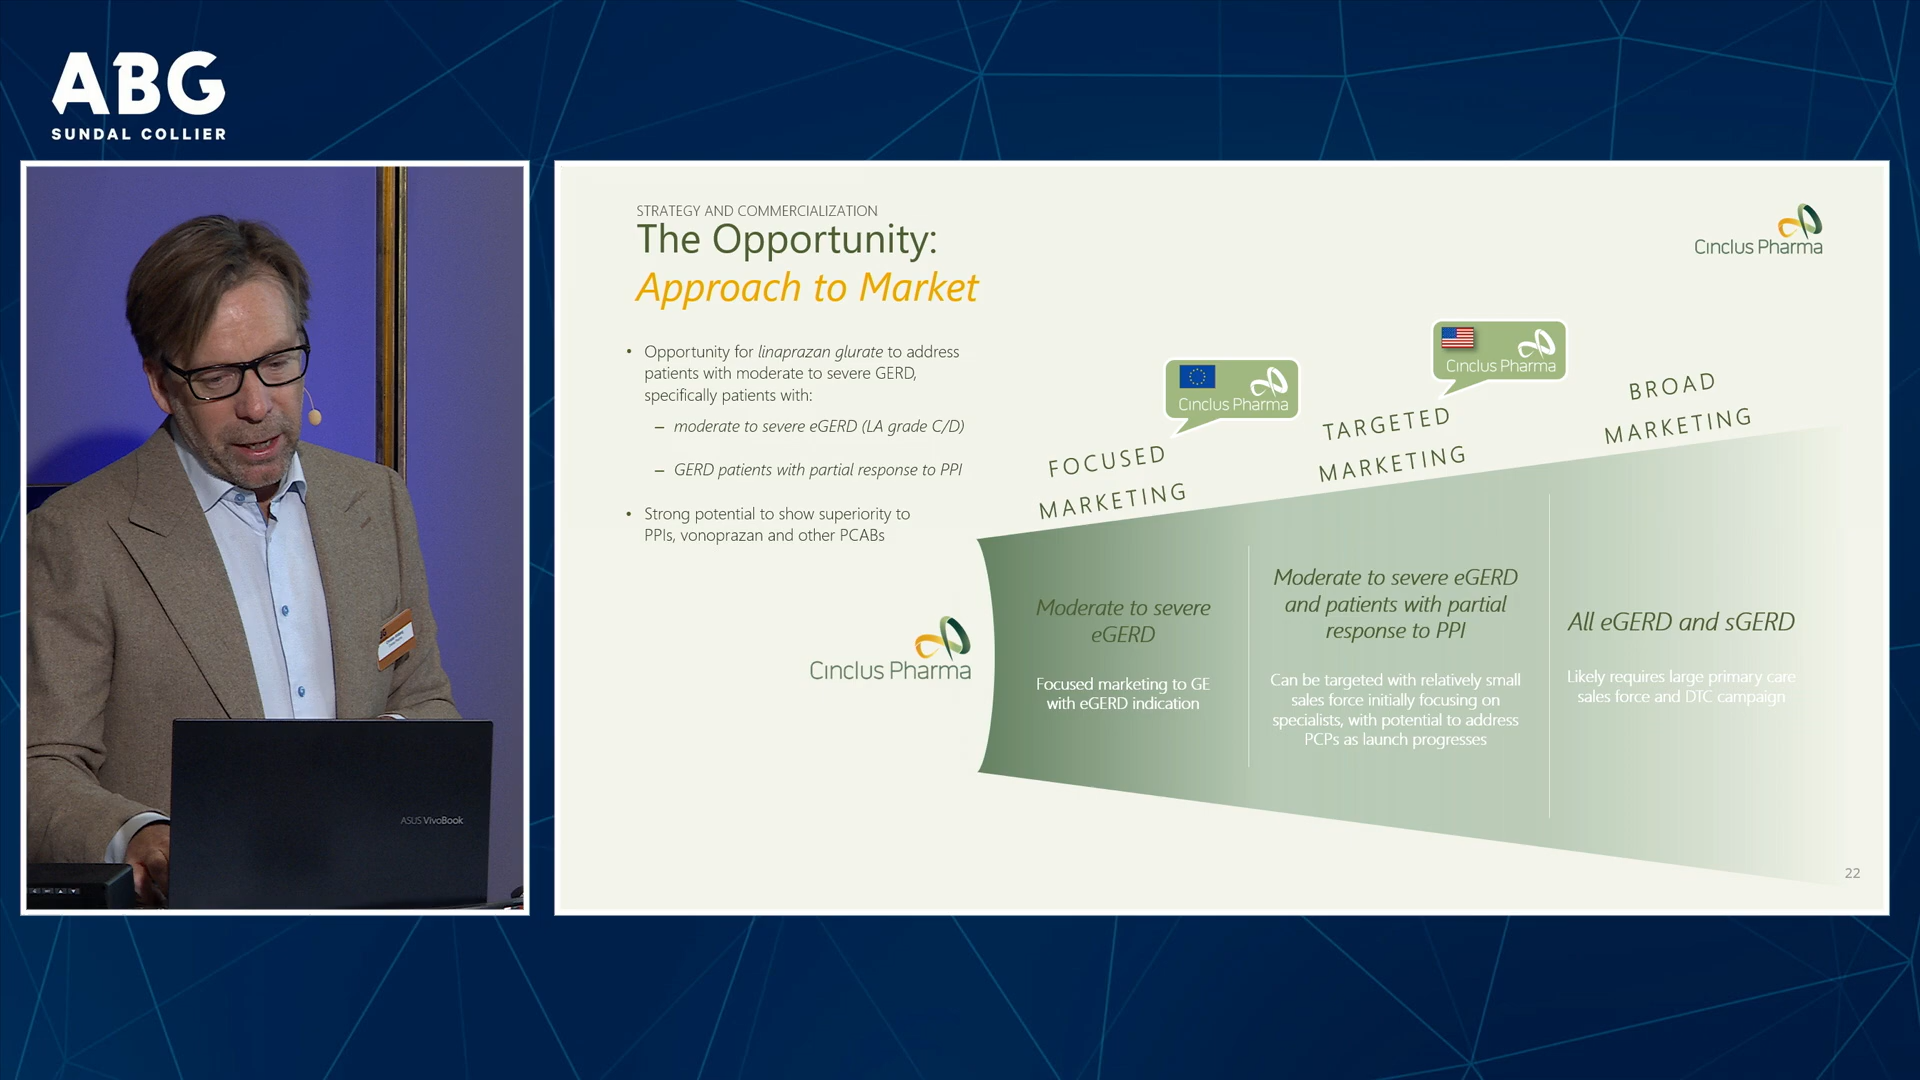 ABG
SUNDAL COLLIER
STRATEGY AND COMMERCIALIZATION
The Opportunity:
Approach to Market
Cinclus Pharma
• Opportunity for linaprazan glurate to address
patients with moderate to severe GERD,
specifically patients with:
– moderate to severe eGERD (LA grade C/D)
– GERD patients with partial response to PPI
• Strong potential to show superiority to
PPIs, vonoprazan and other PCABs
Cinclus Pharma
Cinclus Pharma
Cinclus Pharma
FOCUSED
MARKETING
TARGETED
MARKETING
BROAD
MARKETING
Moderate to severe
eGERD
Focused marketing to GE
with eGERD indication
Moderate to severe eGERD
and patients with partial
response to PPI
Can be targeted with relatively small
sales force initially focusing on
specialists, with potential to address
PCPs as launch progresses
All eGERD and sGERD
Likely requires large primary care
sales force and DTC campaign
22
ASUS VivoBook